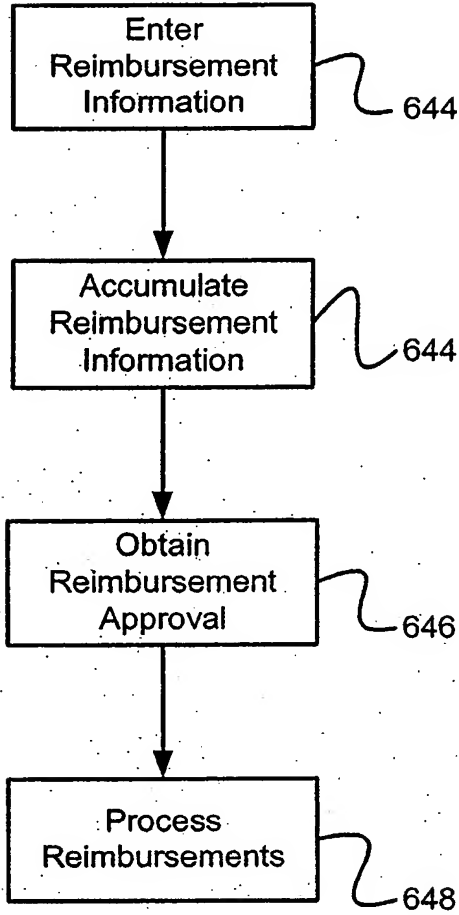 Enter
Reimbursement
Information
644
Accumulate
Reimbursement
Information
644
Obtain
Reimbursement
Approval
646
Process
Reimbursements
648